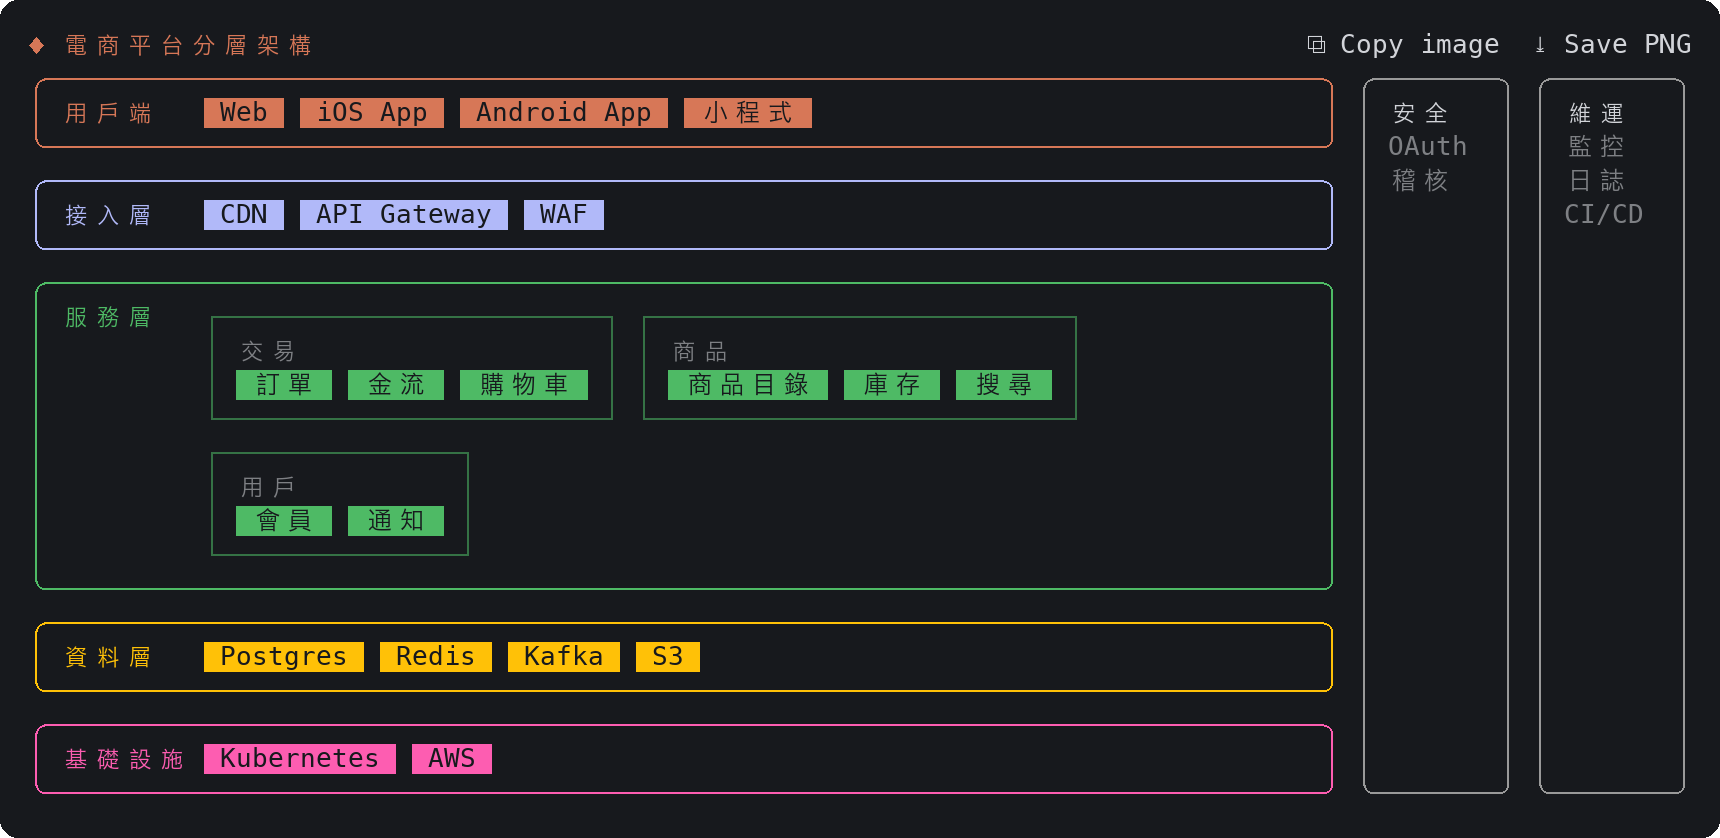 ◆ 電商平台分層架構
Copy image
⤓ Save PNG
用戶端 Web iOS App Android App 小程式
接入層 CDN API Gateway WAF
服務層
交易
訂單 金流 購物車
商品
商品目錄 庫存 搜尋
用戶
會員 通知
資料層 Postgres Redis Kafka S3
基礎設施 Kubernetes AWS
安全
OAuth
稽核
維運
監控
日誌
CI/CD